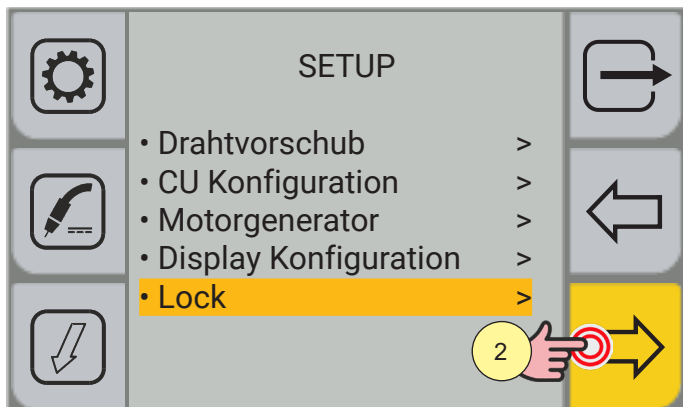 SETUP
• Drahtvorschub >
• CU Konfiguration >
• Motorgenerator >
• Display Konfiguration >
• Lock >
2